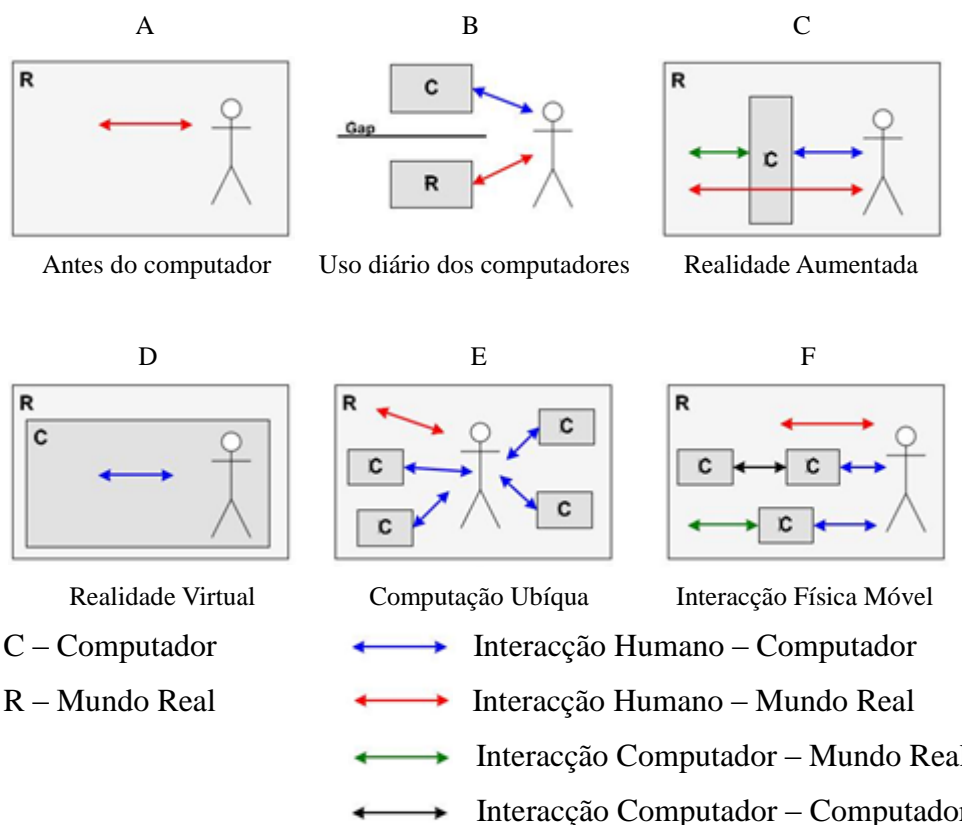 A B C
R C Gap R R C
Antes do computador Uso diário dos computadores Realidade Aumentada
D E F
R C R C C C C R C C C
Realidade Virtual Computação Ubíqua Interacção Física Móvel
C – Computador Interacção Humano – Computador
R – Mundo Real Interacção Humano – Mundo Real
Interacção Computador – Mundo Real
Interacção Computador – Computador